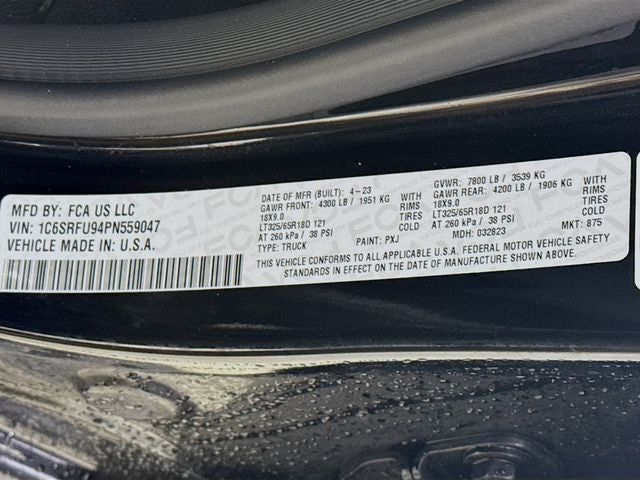 MFD BY: FCA US LLC
VIN: 1C6SRFU94PN559047
VEHICLE MADE IN: U.S.A.
DATE OF MFR (BUILT): 4-23
GAWR FRONT: 4300 LB / 1951 KG WITH
18X9.0 RIMS
LT325/65R18D 121 TIRES
AT 260 kPa / 38 PSI COLD
TYPE: TRUCK PAINT: PXJ
GVWR: 7800 LB / 3539 KG
GAWR REAR: 4200 LB / 1906 KG WITH
18X9.0 RIMS
LT325/65R18D 121 TIRES
AT 260 kPa / 38 PSI COLD
MDH: 032823 MKT: 875
THIS VEHICLE CONFORMS TO ALL APPLICABLE U.S.A. FEDERAL MOTOR VEHICLE SAFETY
STANDARDS IN EFFECT ON THE DATE OF MANUFACTURE SHOWN ABOVE.